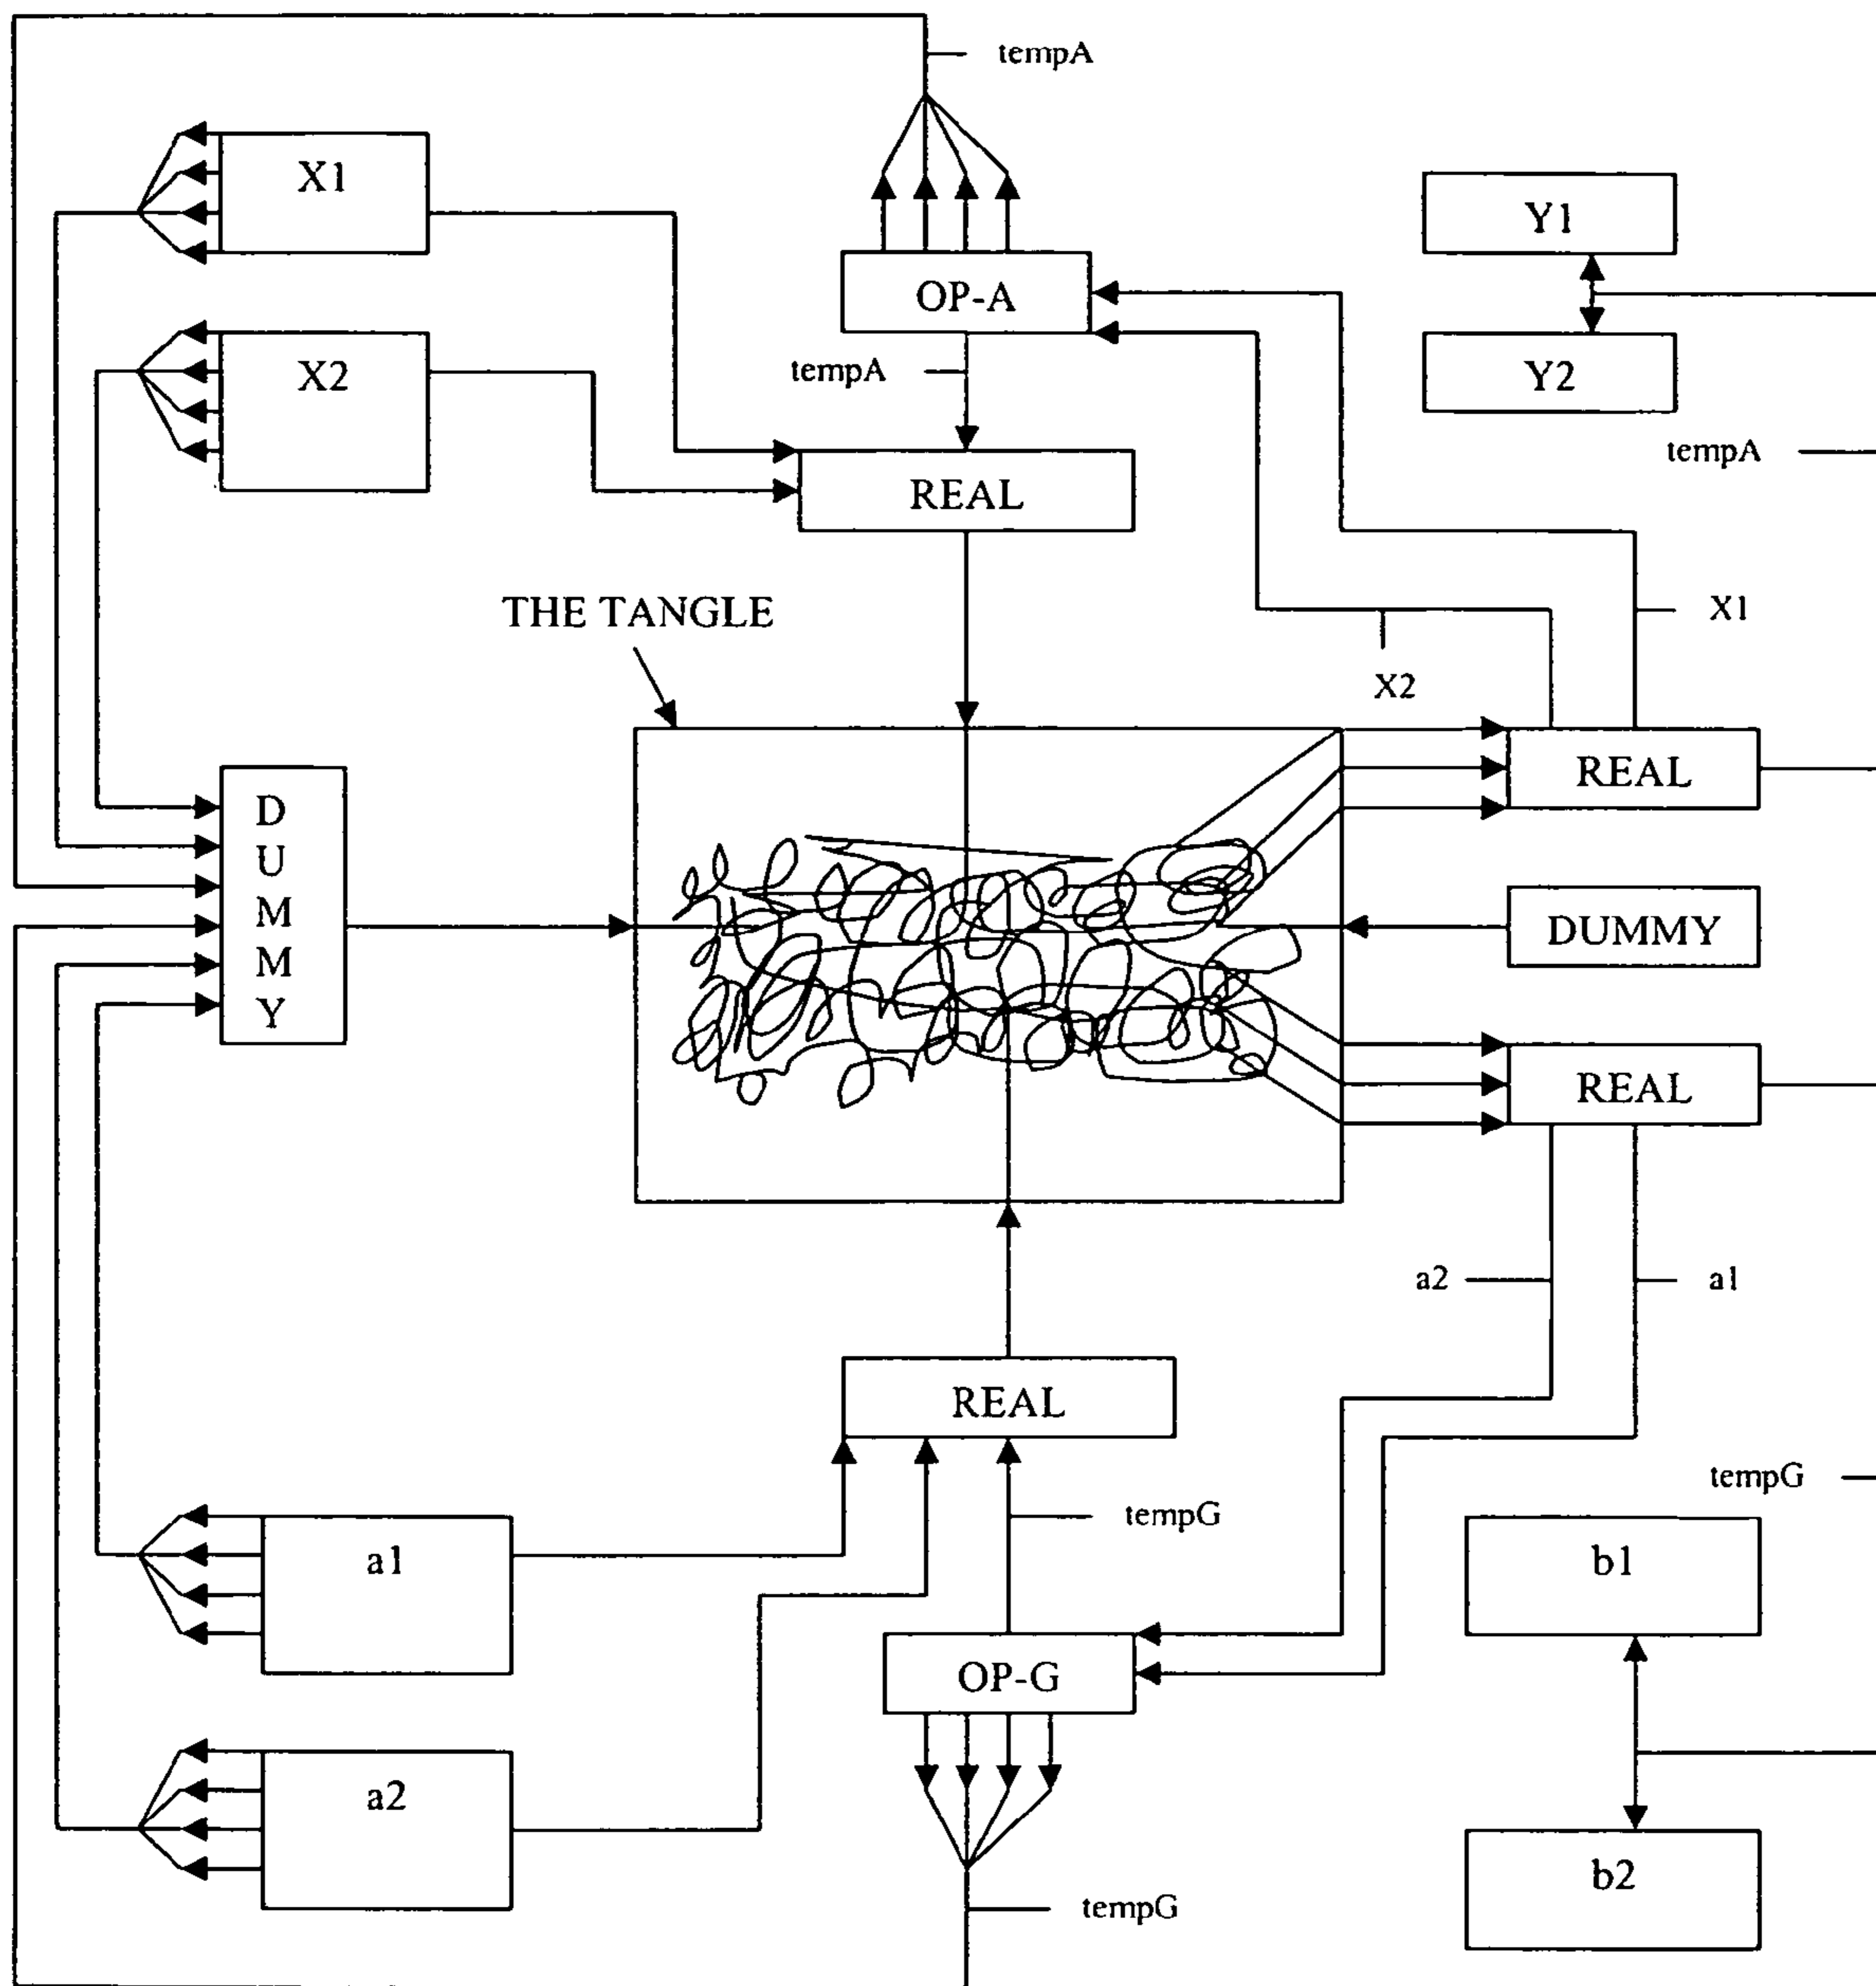 tempA
X1
OP-A
Y1
X2
tempA
Y2
tempA
REAL
THE TANGLE
X1
X2
D
U
M
M
Y
REAL
DUMMY
REAL
a2
a1
REAL
tempG
tempG
a1
b1
OP-G
a2
b2
tempG